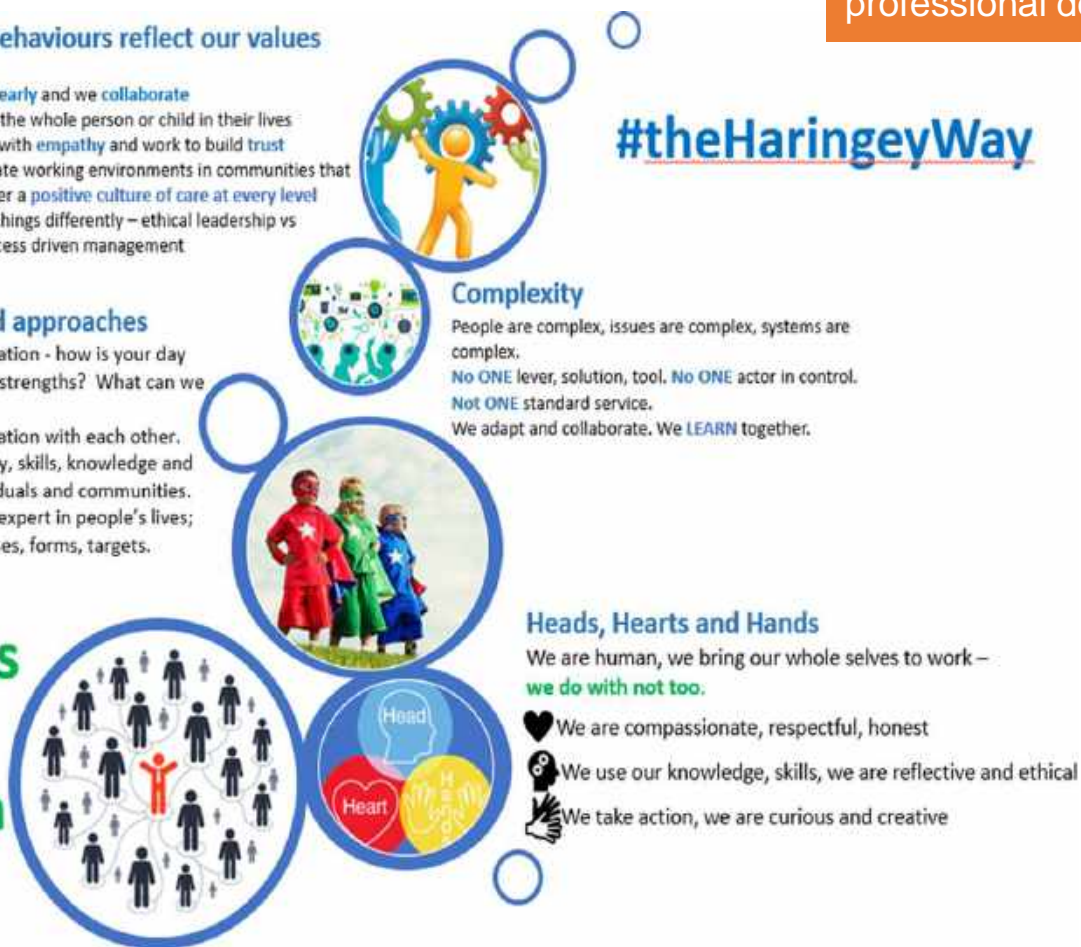 professional de
ehaviours reflect our values
early and we collaborate
the whole person or child in their lives
with empathy and work to build trust
ate working environments in communities that
er a positive culture of care at every level
hings differently – ethical leadership vs
cess driven management
#theHaringeyWay
Complexity
People are complex, issues are complex, systems are
complex.
No ONE lever, solution, tool. No ONE actor in control.
Not ONE standard service.
We adapt and collaborate. We LEARN together.
d approaches
ation - how is your day
strengths? What can we
ation with each other.
y, skills, knowledge and
duals and communities.
expert in people's lives;
es, forms, targets.
s
Heads, Hearts and Hands
We are human, we bring our whole selves to work –
we do with not too.
We are compassionate, respectful, honest
We use our knowledge, skills, we are reflective and ethical
We take action, we are curious and creative
Head
Heart